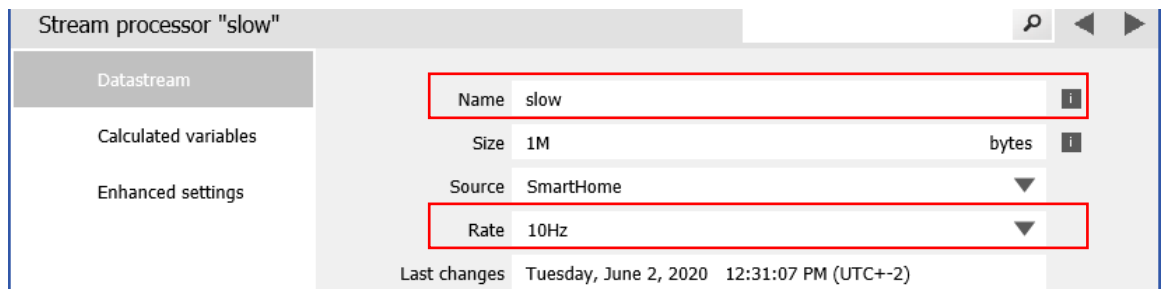 Stream processor "slow"
Datastream
Calculated variables
Enhanced settings
Name slow i
Size 1M bytes i
Source SmartHome
Rate 10Hz
Last changes Tuesday, June 2, 2020 12:31:07 PM (UTC+-2)